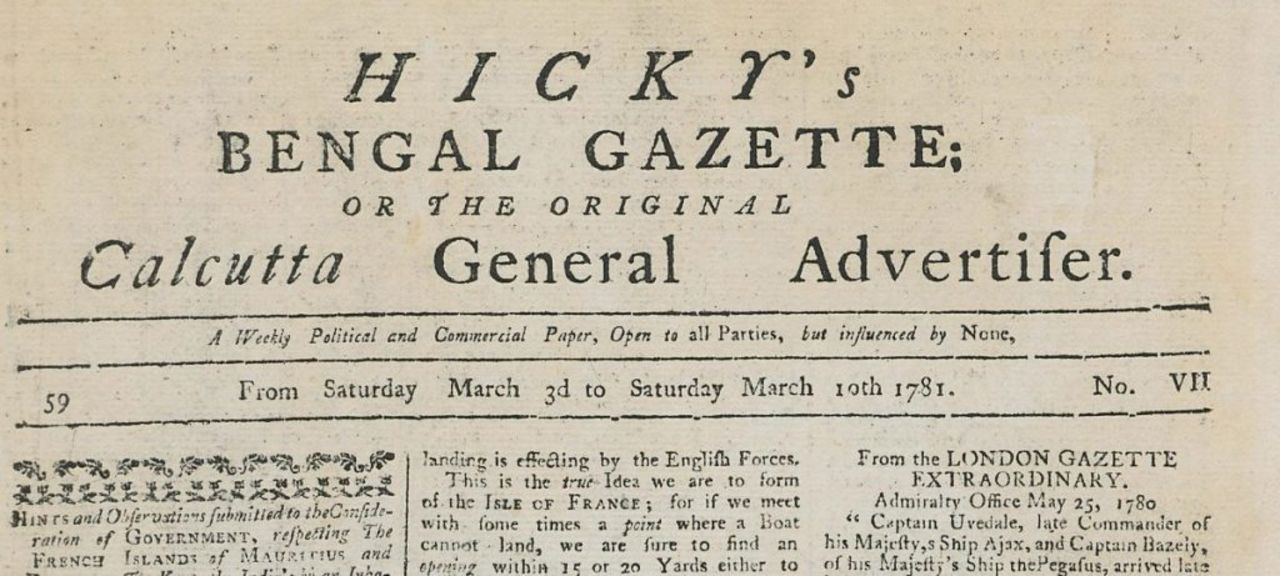 HICKY's
BENGAL GAZETTE;
OR THE ORIGINAL
Calcutta General Advertiſer.
A Weekly Political and Commercial Paper, Open to all Parties, but influenced by None,
59 From Saturday March 3d to Saturday March 10th 1781. No. VII
HINTS and Obſervations ſubmitted to the Conſide-
ration of GOVERNMENT, reſpecting The
FRENCH ISLANDS of MAURITIUS and
landing is effecting by the Engliſh Forces.
This is the true Idea we are to form
of the ISLE OF FRANCE; for if we meet
with ſome times a point where a Boat
cannot land, we are ſure to find an
opening within 15 or 20 Yards either to
From the LONDON GAZETTE
EXTRAORDINARY.
Admiralty Office May 25, 1780
“ Captain Uvedale, late Commander of
his Majeſty,s Ship Ajax, and Captain Bazely,
of his Majeſty's Ship the Pegaſus, arrived late